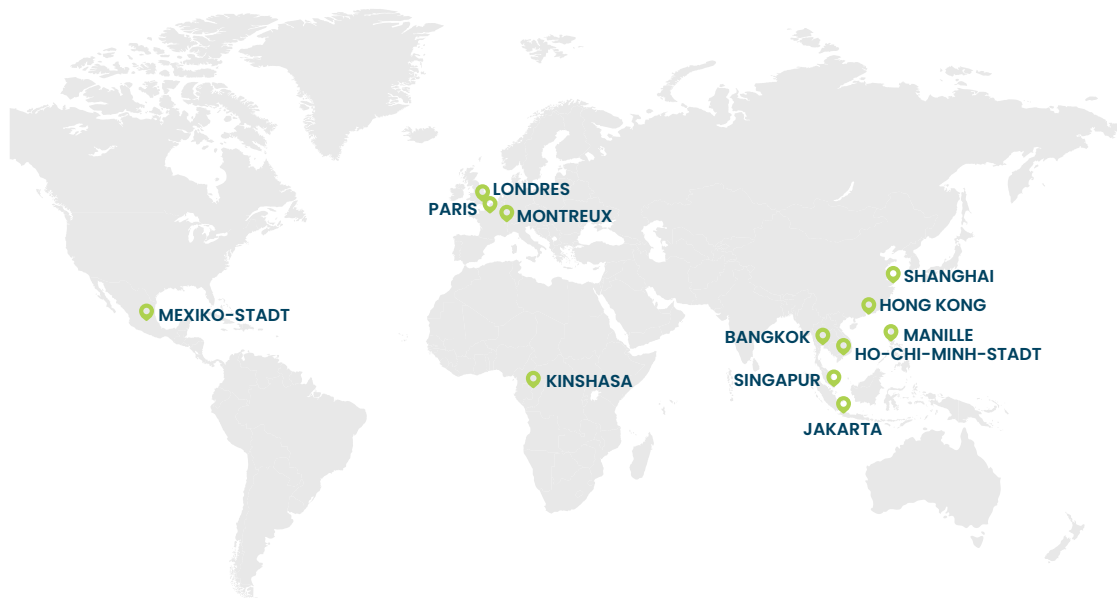 LONDRES
PARIS
MONTREUX
SHANGHAI
HONG KONG
MEXIKO-STADT
BANGKOK
MANILLE
HO-CHI-MINH-STADT
SINGAPUR
KINSHASA
JAKARTA